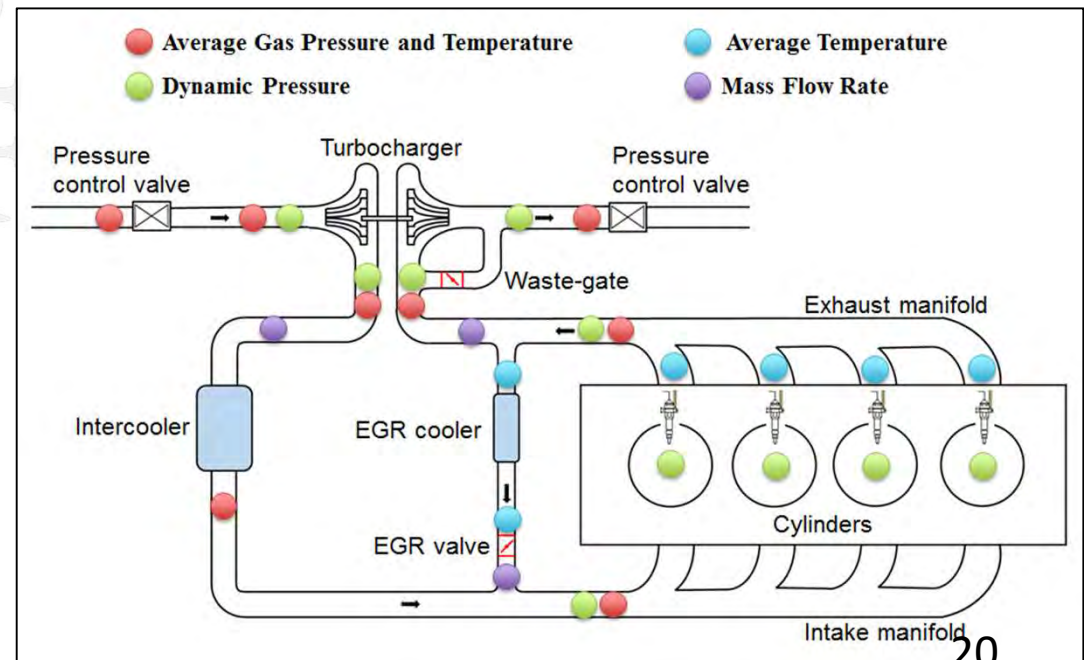 Average Gas Pressure and Temperature
Average Temperature
Dynamic Pressure
Mass Flow Rate
Pressure
control valve
Turbocharger
Pressure
control valve
Waste-gate
Exhaust manifold
Intercooler
EGR cooler
EGR valve
Cylinders
Intake manifold
20